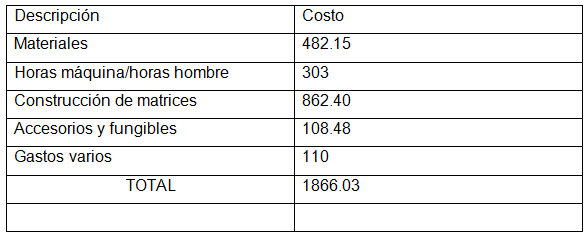 Descripción Costo
Materiales 482.15
Horas máquina/horas hombre 303
Construcción de matrices 862.40
Accesorios y fungibles 108.48
Gastos varios 110
TOTAL 1866.03